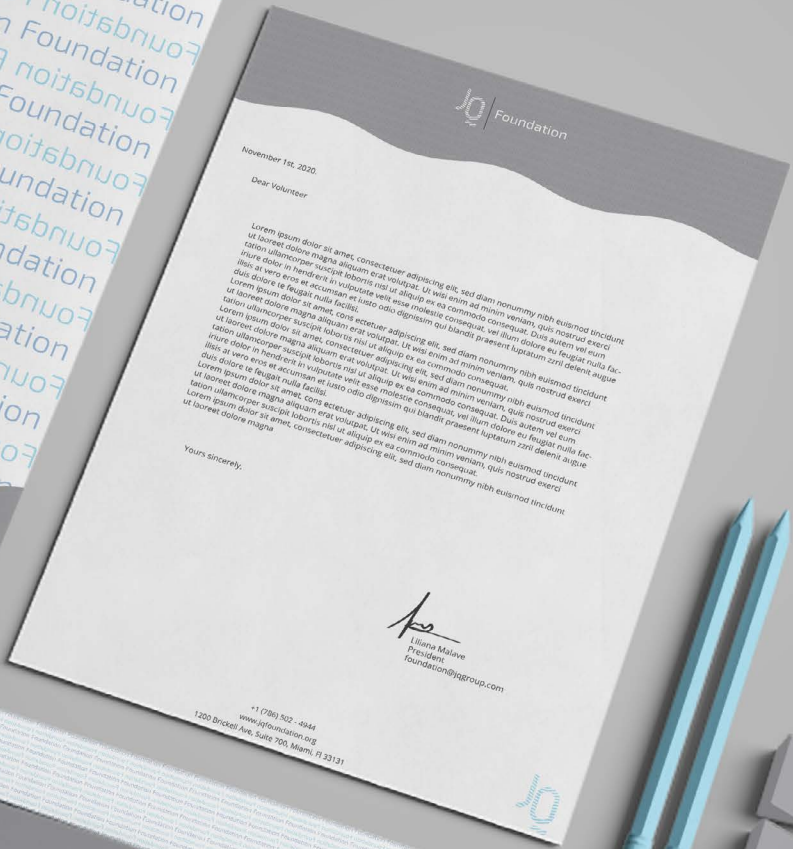 JQ Foundation
November 1st, 2020.
Dear Volunteer
Lorem ipsum dolor sit amet, consectetuer adipiscing elit, sed diam nonummy nibh euismod tincidunt
ut laoreet dolore magna aliquam erat volutpat. Ut wisi enim ad minim veniam, quis nostrud exerci
tation ullamcorper suscipit lobortis nisl ut aliquip ex ea commodo consequat. Duis autem vel eum
iriure dolor in hendrerit in vulputate velit esse molestie consequat, vel illum dolore eu feugiat nulla fac-
ilisis at vero eros et accumsan et iusto odio dignissim qui blandit praesent luptatum zzril delenit augue
duis dolore te feugait nulla facilisi.
Lorem ipsum dolor sit amet, cons ectetuer adipiscing elit, sed diam nonummy nibh euismod tincidunt
ut laoreet dolore magna aliquam erat volutpat. Ut wisi enim ad minim veniam, quis nostrud exerci
tation ullamcorper suscipit lobortis nisl ut aliquip ex ea commodo consequat.
Lorem ipsum dolor sit amet, consectetuer adipiscing elit, sed diam nonummy nibh euismod tincidunt
ut laoreet dolore magna aliquam erat volutpat. Ut wisi enim ad minim veniam, quis nostrud exerci
tation ullamcorper suscipit lobortis nisl ut aliquip ex ea commodo consequat. Duis autem vel eum
iriure dolor in hendrerit in vulputate velit esse molestie consequat, vel illum dolore eu feugiat nulla fac-
ilisis at vero eros et accumsan et iusto odio dignissim qui blandit praesent luptatum zzril delenit augue
duis dolore te feugait nulla facilisi.
Lorem ipsum dolor sit amet, cons ectetuer adipiscing elit, sed diam nonummy nibh euismod tincidunt
ut laoreet dolore magna aliquam erat volutpat. Ut wisi enim ad minim veniam, quis nostrud exerci
tation ullamcorper suscipit lobortis nisl ut aliquip ex ea commodo consequat.
Lorem ipsum dolor sit amet, consectetuer adipiscing elit, sed diam nonummy nibh euismod tincidunt
ut laoreet dolore magna
Yours sincerely,
Liliana Malave
President
foundation@jqgroup.com
+1 (786) 502 - 4944
www.jqfoundation.org
1200 Brickell Ave, Suite 700, Miami, Fl 33131
JQ
Foundation
Foundation
Foundation
Foundation